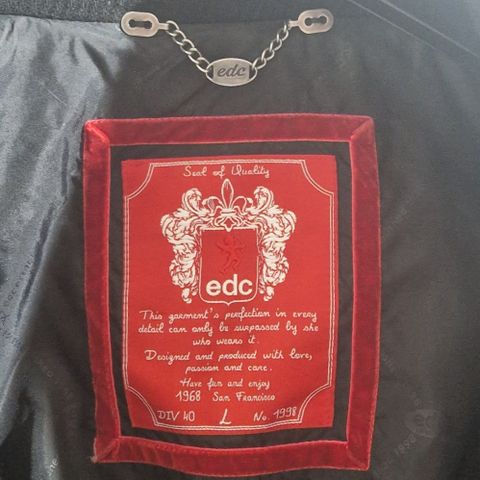 edc
Seal of Quality
edc
This garment's perfection in every
detail can only be surpassed by she
who wears it.
Designed and produced with love,
passion and care.
Have fun and enjoy
1968 San Francisco
DIV 40 L No. 1998